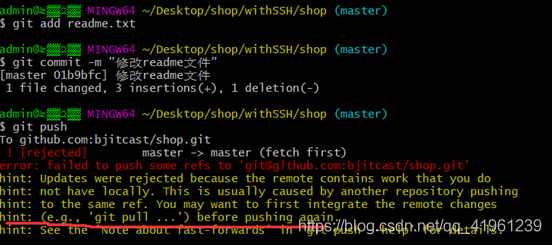 MINGW64 ~/Desktop/shop/withSSH/shop (master)
$ git add readme.txt
MINGW64 ~/Desktop/shop/withSSH/shop (master)
$ git commit -m "修改readme文件"
[master 01b9bfc] 修改readme文件
1 file changed, 3 insertions(+), 1 deletion(-)
MINGW64 ~/Desktop/shop/withSSH/shop (master)
$ git push
To github.com:bjitcast/shop.git
! [rejected] master -> master (fetch first)
error: failed to push some refs to 'git@github.com:bjitcast/shop.git'
hint: Updates were rejected because the remote contains work that you do
hint: not have locally. This is usually caused by another repository pushing
hint: to the same ref. You may want to first integrate the remote changes
hint: (e.g., 'git pull ...') before pushing again.
hint: See the 'Note about fast-forwards' in 'git push --help' for details.
https://blog.csdn.net/qq_41961239